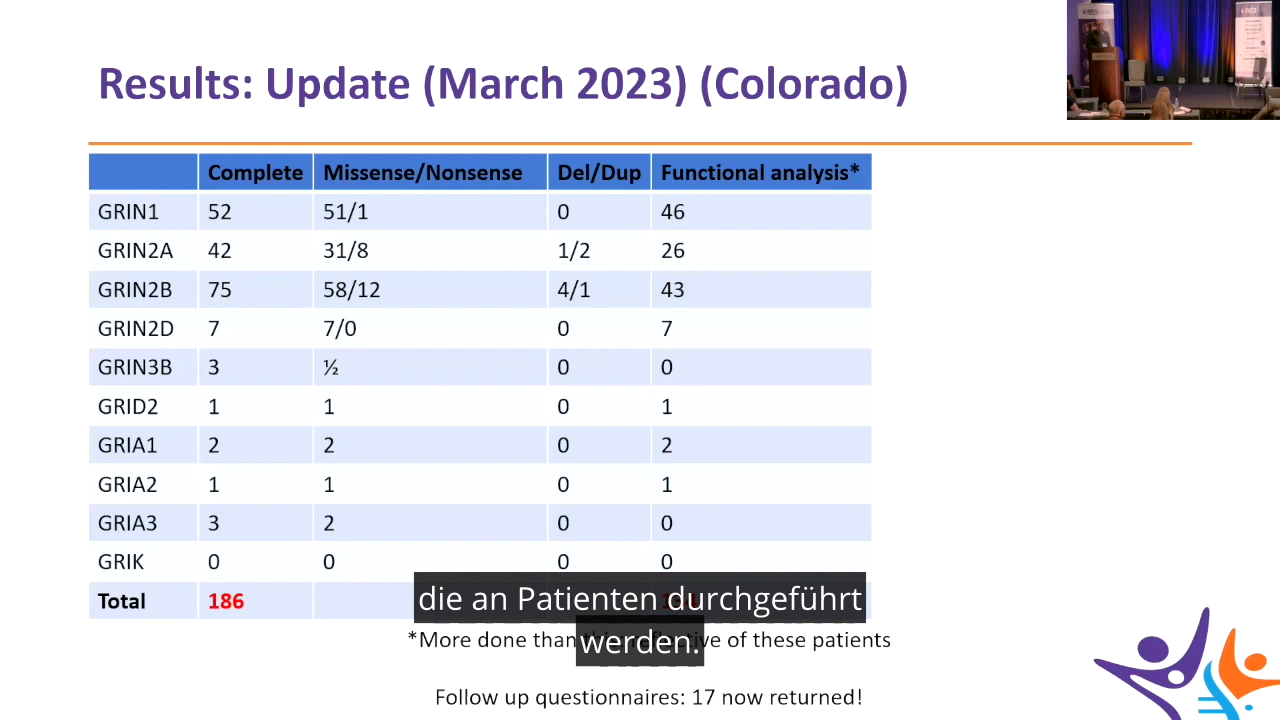 Results: Update (March 2023) (Colorado)
Complete Missense/Nonsense Del/Dup Functional analysis*
GRIN1 52 51/1 0 46
GRIN2A 42 31/8 1/2 26
GRIN2B 75 58/12 4/1 43
GRIN2D 7 7/0 0 7
GRIN3B 3 ½ 0 0
GRID2 1 1 0 1
GRIA1 2 2 0 2
GRIA2 1 1 0 1
GRIA3 3 2 0 0
GRIK 0 0 0 0
Total 186
die an Patienten durchgeführt
werden.
*More done than of these patients
Follow up questionnaires: 17 now returned!